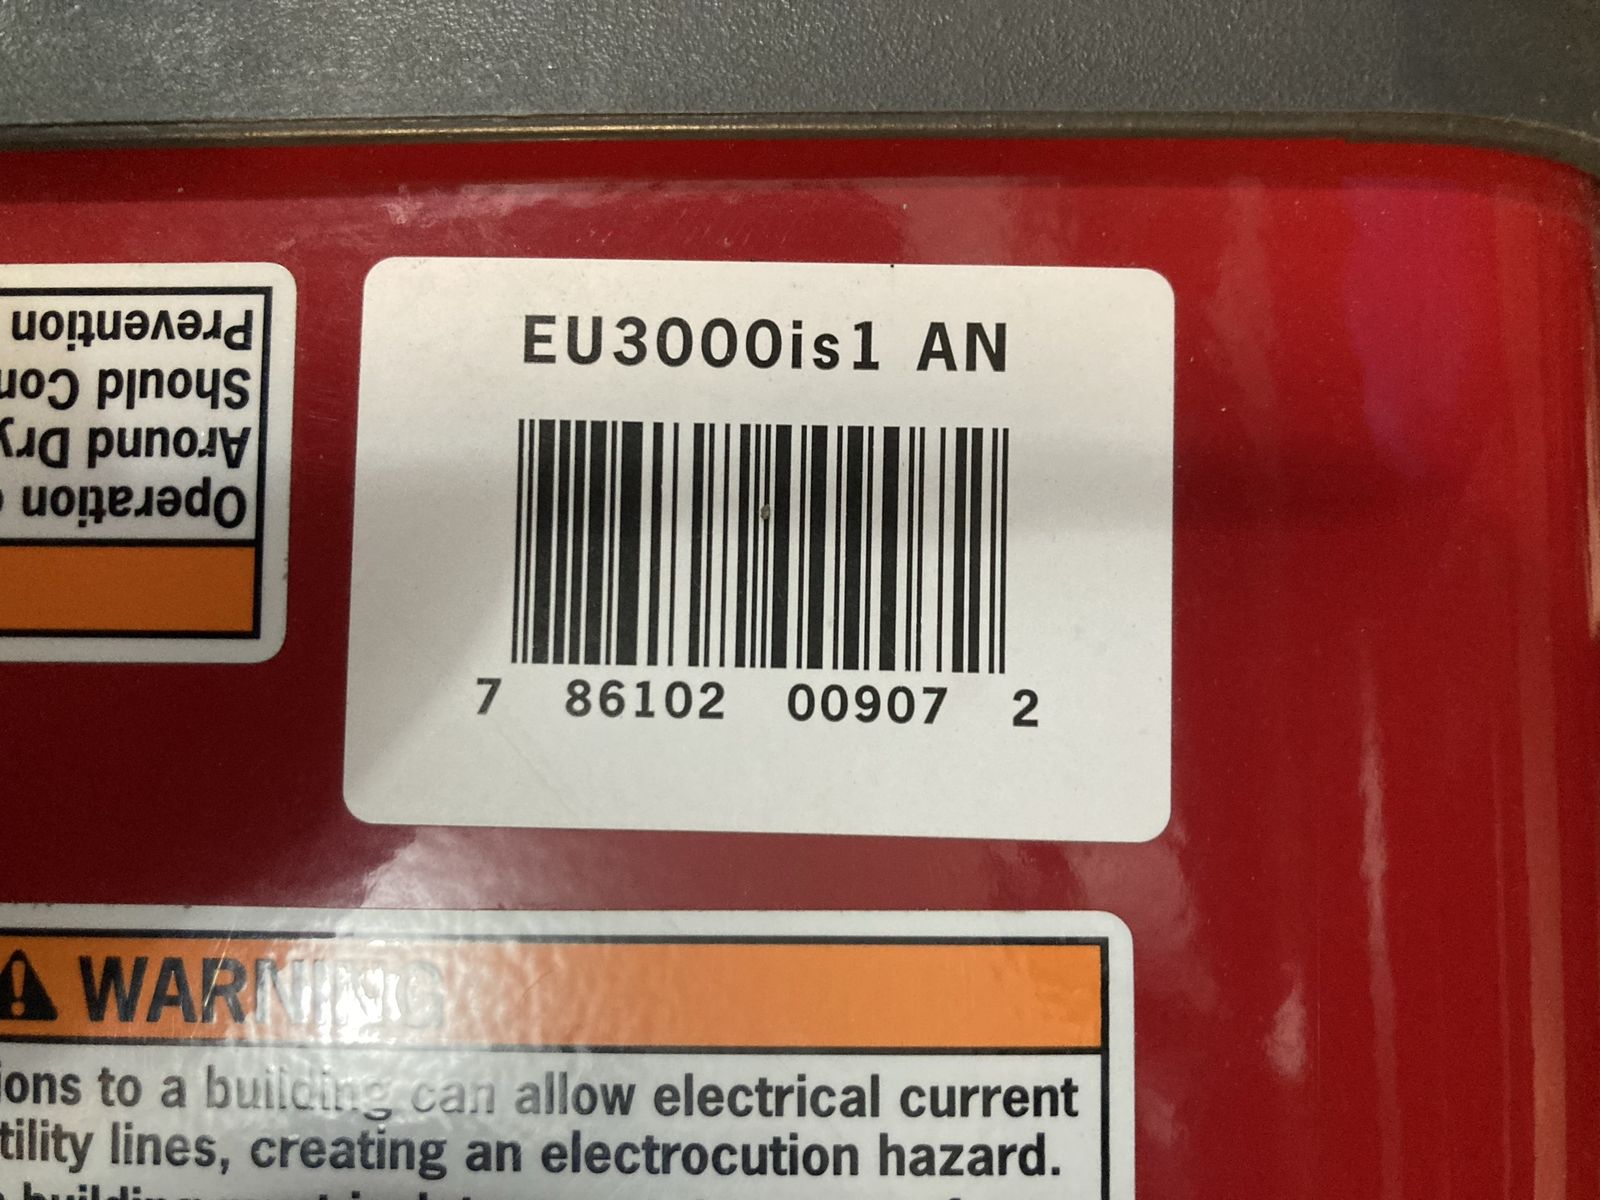 EU3000is1 AN
7 86102 00907 2
Operation
Around Dry
Should Con
Prevention
WARNING
ions to a building can allow electrical current
tility lines, creating an electrocution hazard.
building